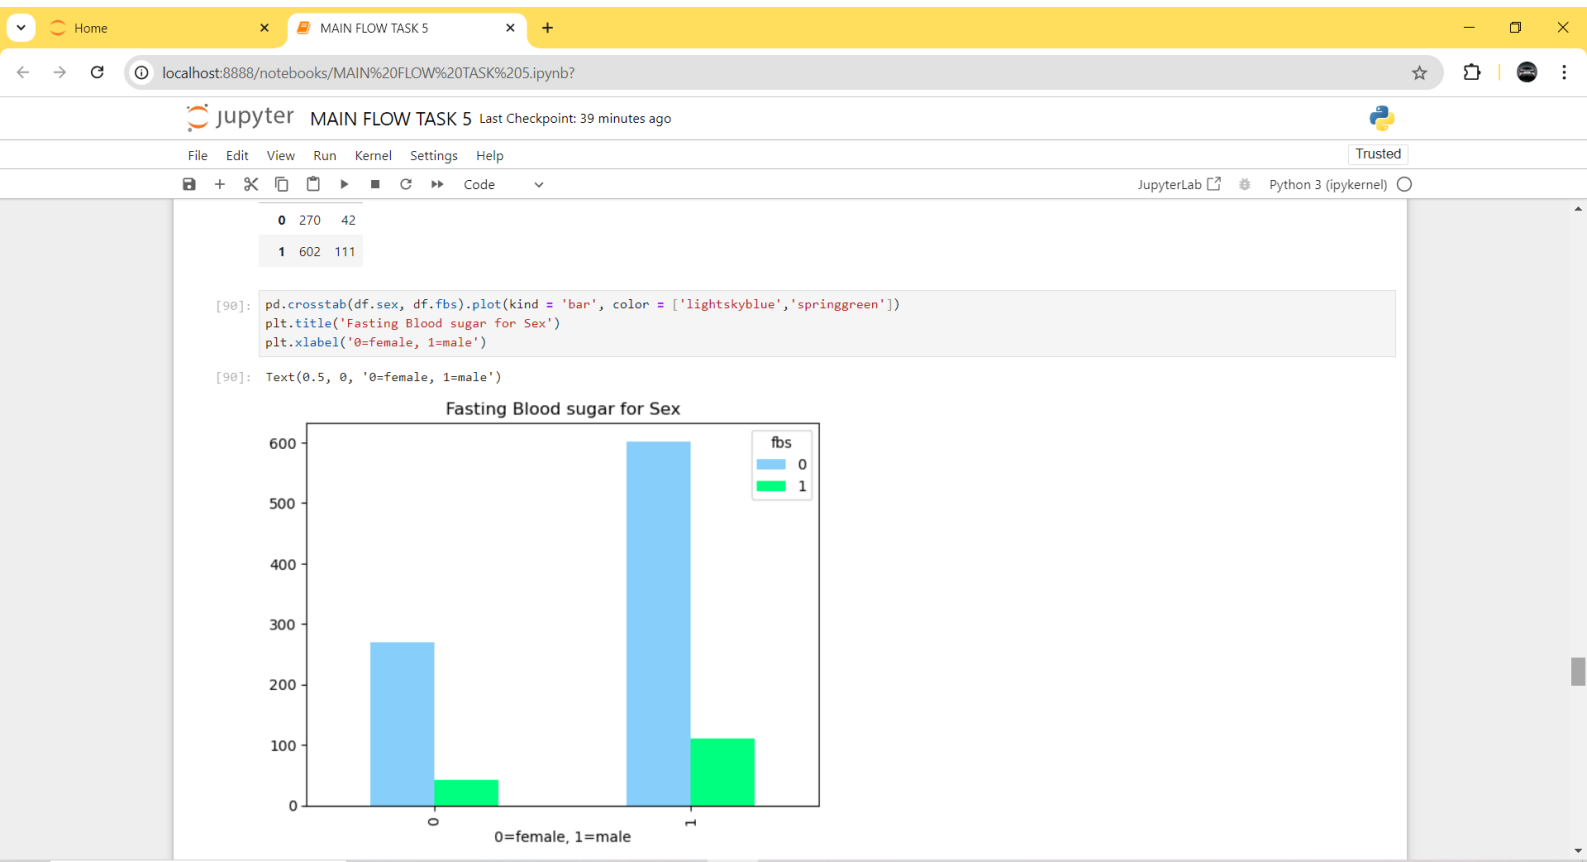 Home
MAIN FLOW TASK 5
localhost:8888/notebooks/MAIN%20FLOW%20TASK%205.ipynb?
jupyter MAIN FLOW TASK 5 Last Checkpoint: 39 minutes ago
File Edit View Run Kernel Settings Help
Trusted
Code
JupyterLab
Python 3 (ipykernel)
0 270 42
1 602 111
[90]: pd.crosstab(df.sex, df.fbs).plot(kind = 'bar', color = ['lightskyblue','springgreen'])
plt.title('Fasting Blood sugar for Sex')
plt.xlabel('0=female, 1=male')
[90]: Text(0.5, 0, '0=female, 1=male')
Fasting Blood sugar for Sex
600
500
400
300
200
100
0
fbs
0
1
0
1
0=female, 1=male